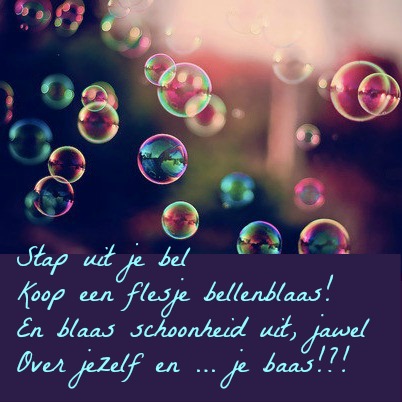 Stap uit je bel
Koop een flesje bellenblaas!
En blaas schoonheid uit, jawel
Over jezelf en ... je baas!?!